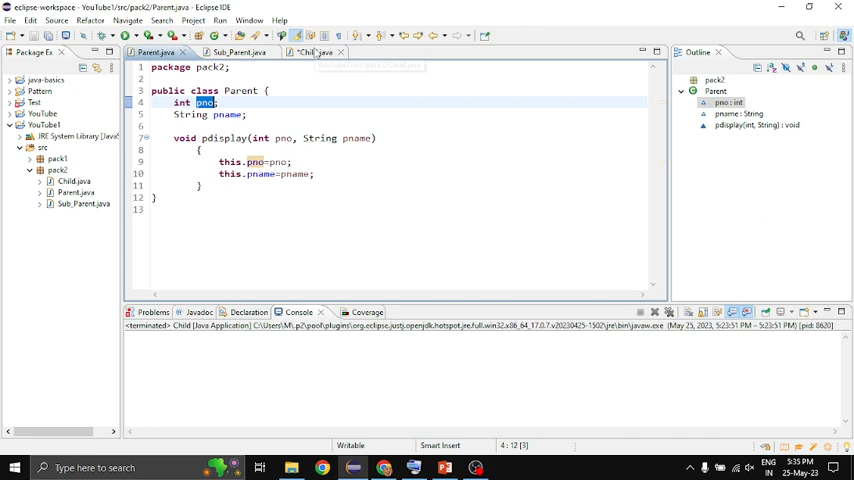 eclipse-workspace - YouTube1/src/pack2/Parent.java - Eclipse IDE
File Edit Source Refactor Navigate Search Project Run Window Help
Package Ex
Parent.java
Sub_Parent.java
*Child.java
Outline
java-basics
Pattern
Test
YouTube
YouTube1
JRE System Library [JavaS
src
pack1
pack2
Child.java
Parent.java
Sub_Parent.java
1 package pack2;
2
3 public class Parent {
4 int pno;
5 String pname;
6
7 void pdisplay(int pno, String pname)
8 {
9 this.pno=pno;
10 this.pname=pname;
11 }
12 }
13
pack2
Parent
pno : int
pname : String
pdisplay(int, String) : void
Problems Javadoc Declaration Console Coverage
<terminated> Child [Java Application] C:\Users\M\.p2\pool\plugins\org.eclipse.justj.openjdk.hotspot.jre.full.win32.x86_64_17.0.7.v20230425-1502\jre\bin\javaw.exe (May 25, 2023, 5:23:51 PM – 5:23:51 PM) [pid: 8620]
Writable Smart Insert 4 : 12 [3]
Type here to search
ENG
IN
5:35 PM
25-May-23